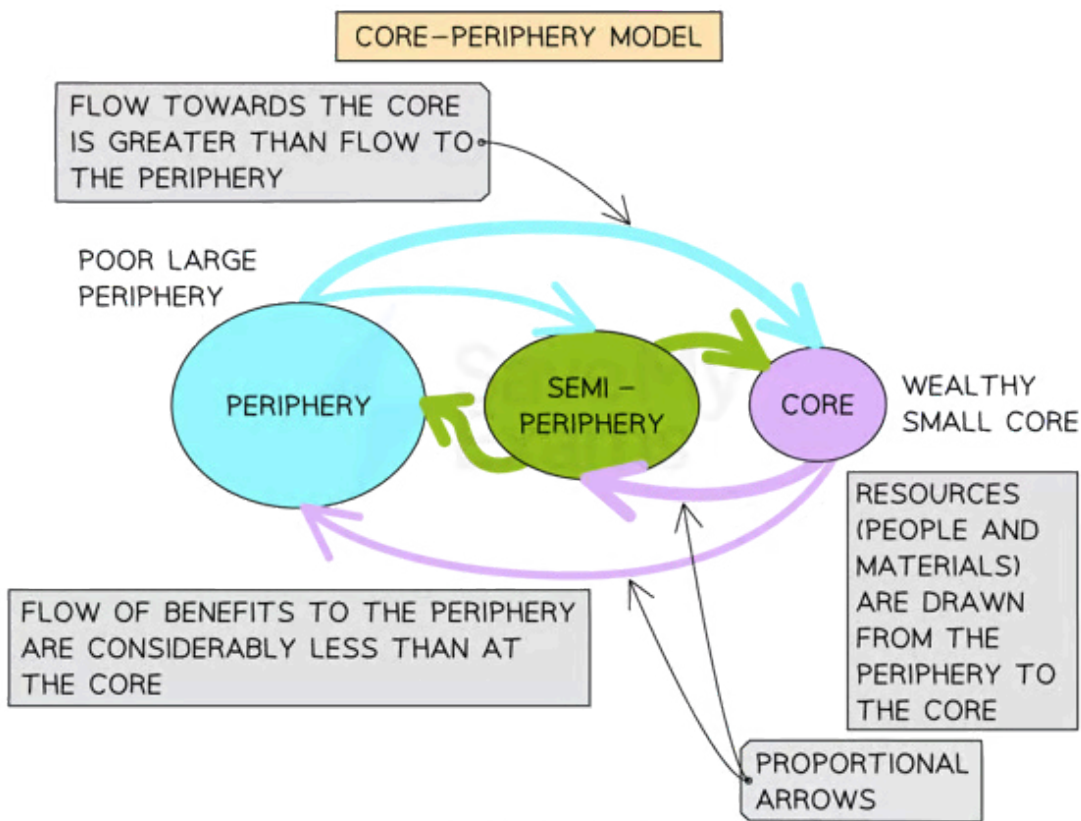 CORE-PERIPHERY MODEL
FLOW TOWARDS THE CORE
IS GREATER THAN FLOW TO
THE PERIPHERY
POOR LARGE
PERIPHERY
PERIPHERY
SEMI-
PERIPHERY
CORE
WEALTHY
SMALL CORE
RESOURCES
(PEOPLE AND
MATERIALS)
ARE DRAWN
FROM THE
PERIPHERY TO
THE CORE
FLOW OF BENEFITS TO THE PERIPHERY
ARE CONSIDERABLY LESS THAN AT
THE CORE
PROPORTIONAL
ARROWS